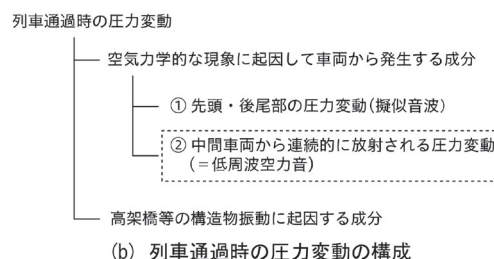 列車通過時の圧力変動
空気力学的な現象に起因して車両から発生する成分
① 先頭・後尾部の圧力変動(擬似音波)
② 中間車両から連続的に放射される圧力変動
(=低周波空力音)
高架橋等の構造物振動に起因する成分
(b) 列車通過時の圧力変動の構成